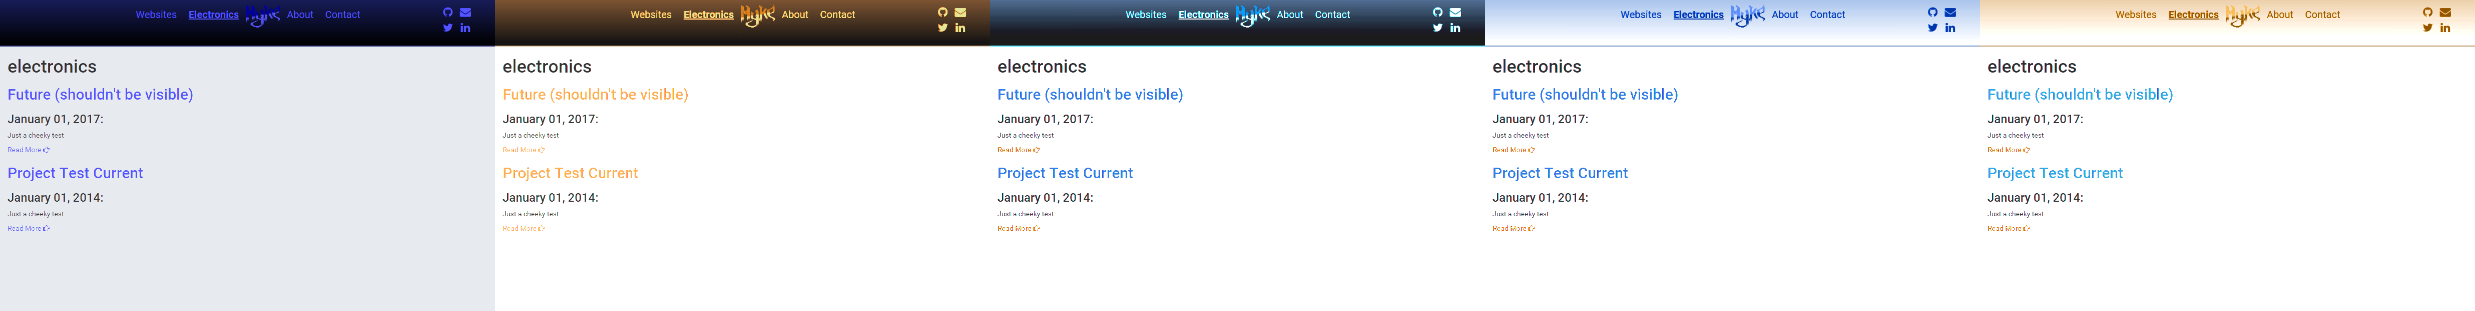 Websites Electronics Hyke About Contact
electronics
Future (shouldn't be visible)
January 01, 2017:
Just a cheeky test
Read More
Project Test Current
January 01, 2014:
Just a cheeky test
Read More
Websites Electronics Hyke About Contact
electronics
Future (shouldn't be visible)
January 01, 2017:
Just a cheeky test
Read More
Project Test Current
January 01, 2014:
Just a cheeky test
Read More
Websites Electronics Hyke About Contact
electronics
Future (shouldn't be visible)
January 01, 2017:
Just a cheeky test
Read More
Project Test Current
January 01, 2014:
Just a cheeky test
Read More
Websites Electronics Hyke About Contact
electronics
Future (shouldn't be visible)
January 01, 2017:
Just a cheeky test
Read More
Project Test Current
January 01, 2014:
Just a cheeky test
Read More
Websites Electronics Hyke About Contact
electronics
Future (shouldn't be visible)
January 01, 2017:
Just a cheeky test
Read More
Project Test Current
January 01, 2014:
Just a cheeky test
Read More